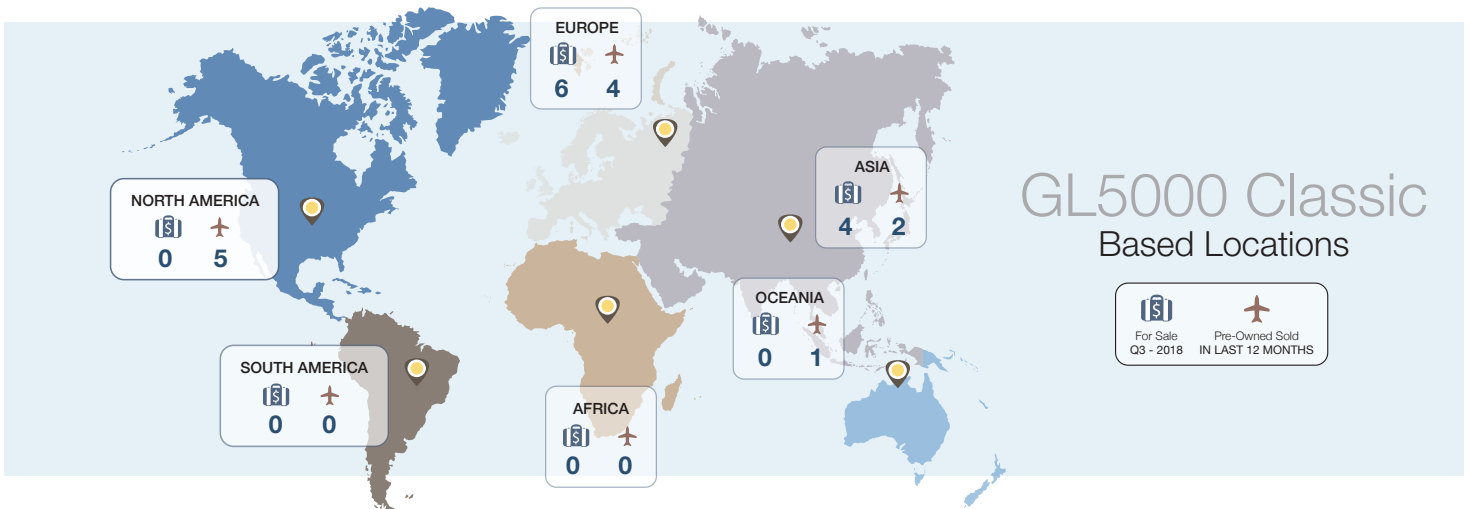 EUROPE
$
6 4
NORTH AMERICA
$
0 5
ASIA
$
4 2
GL5000 Classic
Based Locations
OCEANIA
$
0 1
$
For Sale Pre-Owned Sold
Q3 - 2018 IN LAST 12 MONTHS
SOUTH AMERICA
$
0 0
AFRICA
$
0 0